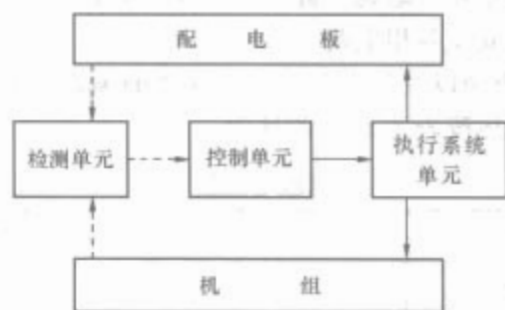 配电板
检测单元
控制单元
执行系统
单元
机组